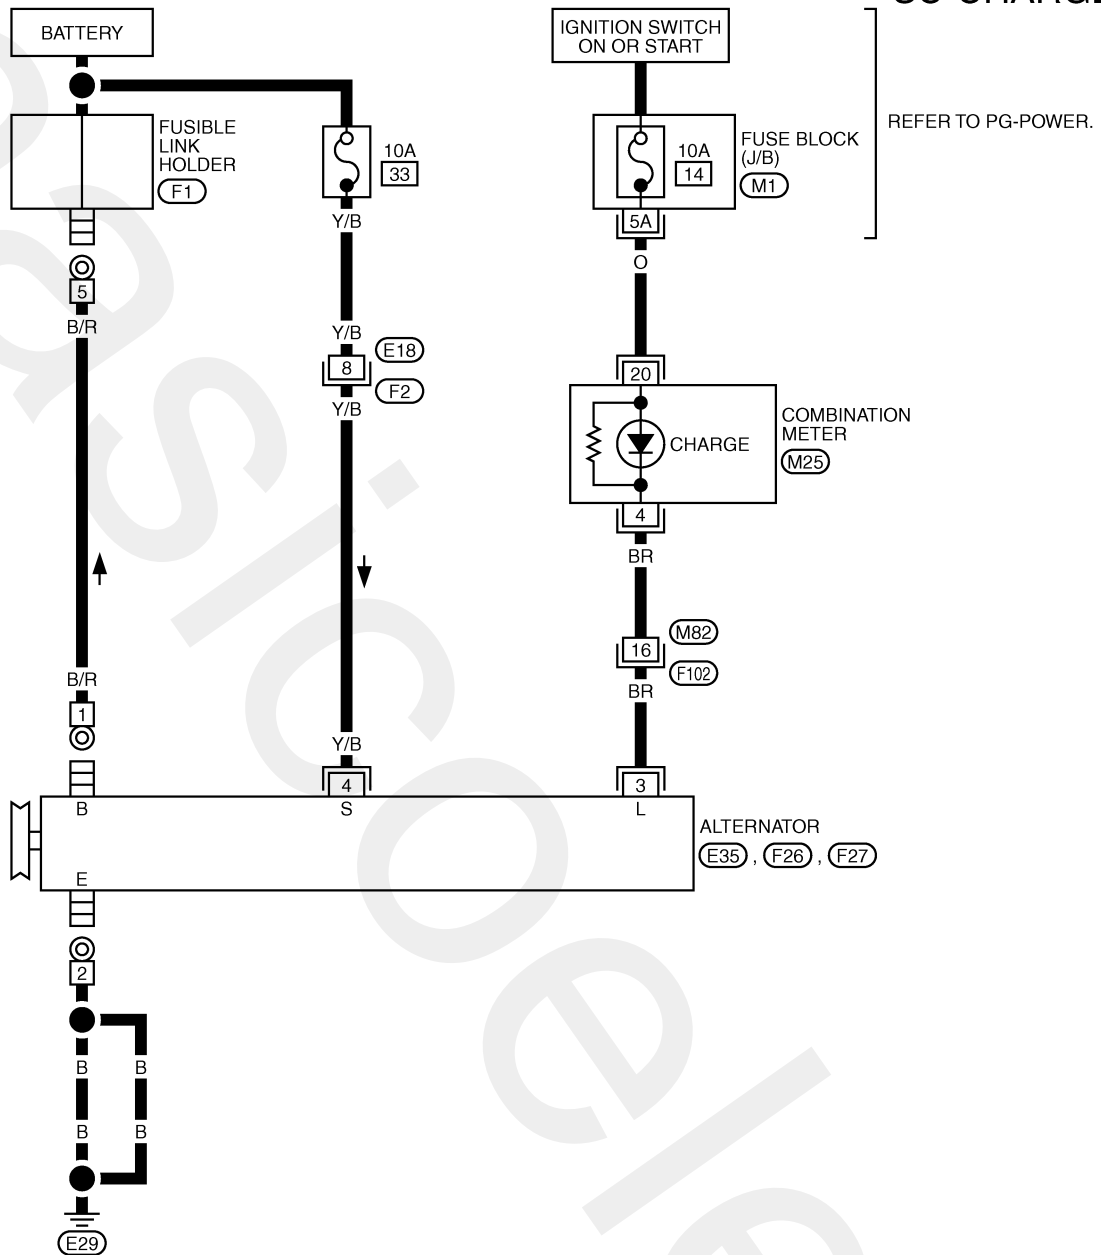 BATTERY
IGNITION SWITCH
ON OR START
REFER TO PG-POWER.
FUSIBLE
LINK
HOLDER
F1
10A
33
10A
14
FUSE BLOCK
(J/B)
M1
5A
Y/B
O
5
B/R
Y/B
8
E18
F2
Y/B
20
CHARGE
COMBINATION
METER
M25
4
BR
M82
16
F102
BR
B/R
1
Y/B
4
3
B
S
L
ALTERNATOR
E35 , F26 , F27
E
2
B
B
B
B
E29